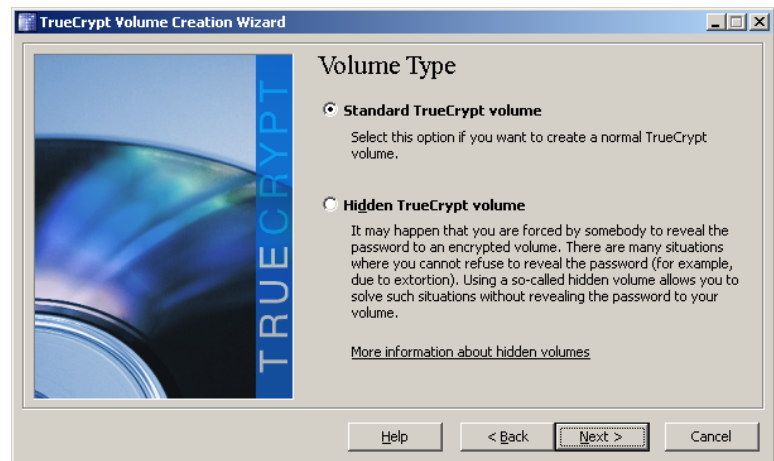 TrueCrypt Volume Creation Wizard
TRUECRYPT
Volume Type
Standard TrueCrypt volume
Select this option if you want to create a normal TrueCrypt
volume.
Hidden TrueCrypt volume
It may happen that you are forced by somebody to reveal the
password to an encrypted volume. There are many situations
where you cannot refuse to reveal the password (for example,
due to extortion). Using a so-called hidden volume allows you to
solve such situations without revealing the password to your
volume.
More information about hidden volumes
Help
< Back
Next >
Cancel